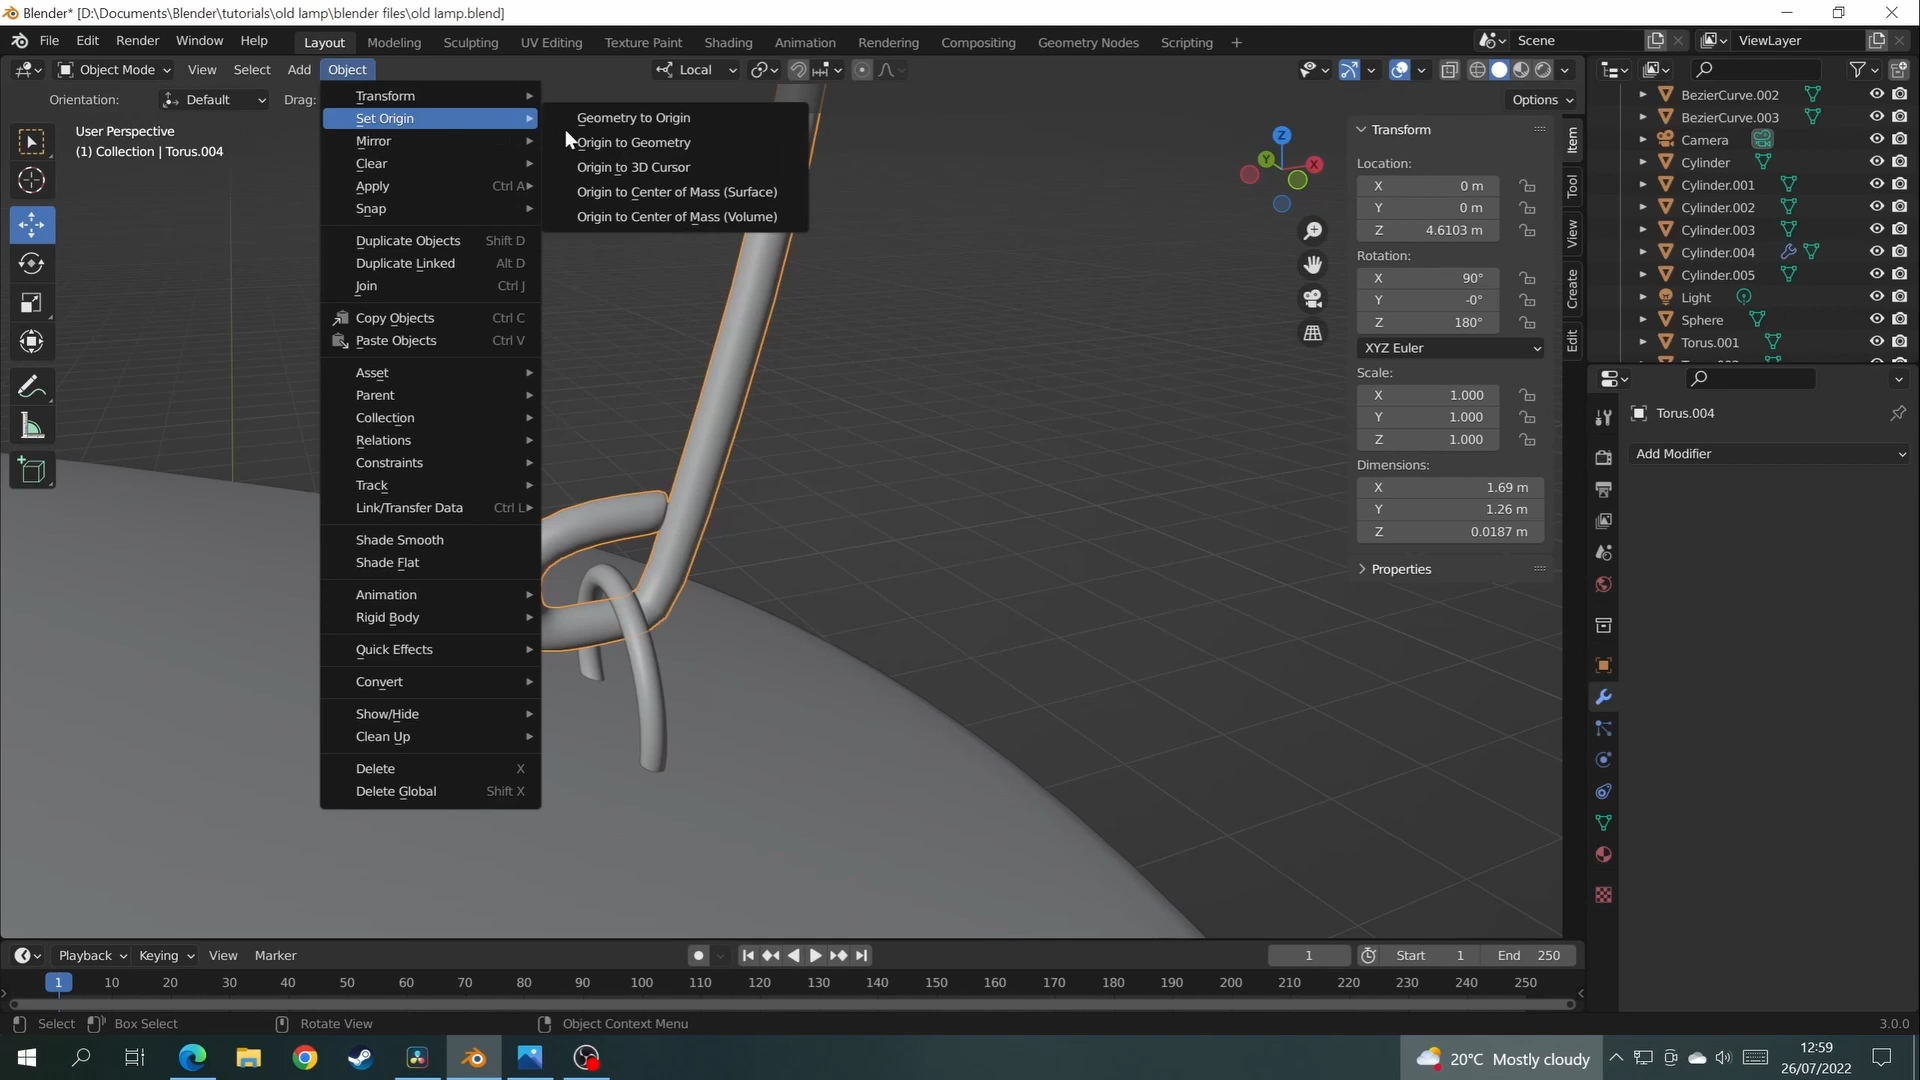 Blender* [D:\Documents\Blender\tutorials\old lamp\blender files\old lamp.blend]
File Edit Render Window Help Layout Modeling Sculpting UV Editing Texture Paint Shading Animation Rendering Compositing Geometry Nodes Scripting + Scene ViewLayer
Object Mode View Select Add Object Local
Orientation: Default Drag: Options
User Perspective
(1) Collection | Torus.004
Transform
Set Origin
Mirror
Clear
Apply Ctrl A
Snap
Duplicate Objects Shift D
Duplicate Linked Alt D
Join Ctrl J
Copy Objects Ctrl C
Paste Objects Ctrl V
Asset
Parent
Collection
Relations
Constraints
Track
Link/Transfer Data Ctrl L
Shade Smooth
Shade Flat
Animation
Rigid Body
Quick Effects
Convert
Show/Hide
Clean Up
Delete X
Delete Global Shift X
Geometry to Origin
Origin to Geometry
Origin to 3D Cursor
Origin to Center of Mass (Surface)
Origin to Center of Mass (Volume)
Z
Y
X
Transform
Location:
X 0 m
Y 0 m
Z 4.6103 m
Rotation:
X 90°
Y -0°
Z 180°
XYZ Euler
Scale:
X 1.000
Y 1.000
Z 1.000
Dimensions:
X 1.69 m
Y 1.26 m
Z 0.0187 m
Properties
Item
Tool
View
Create
Edit
BezierCurve.002
BezierCurve.003
Camera
Cylinder
Cylinder.001
Cylinder.002
Cylinder.003
Cylinder.004
Cylinder.005
Light
Sphere
Torus.001
Torus.004
Add Modifier
Playback Keying View Marker 1 Start 1 End 250
1 10 20 30 40 50 60 70 80 90 100 110 120 130 140 150 160 170 180 190 200 210 220 230 240 250
Select Box Select Rotate View Object Context Menu 3.0.0
20°C Mostly cloudy
12:59
26/07/2022